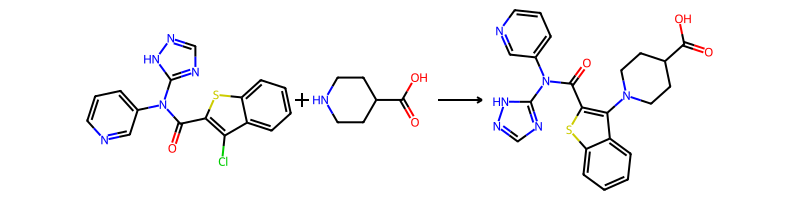 N HN N N N O S Cl + HN OH O
N N O HN N N S N OH O